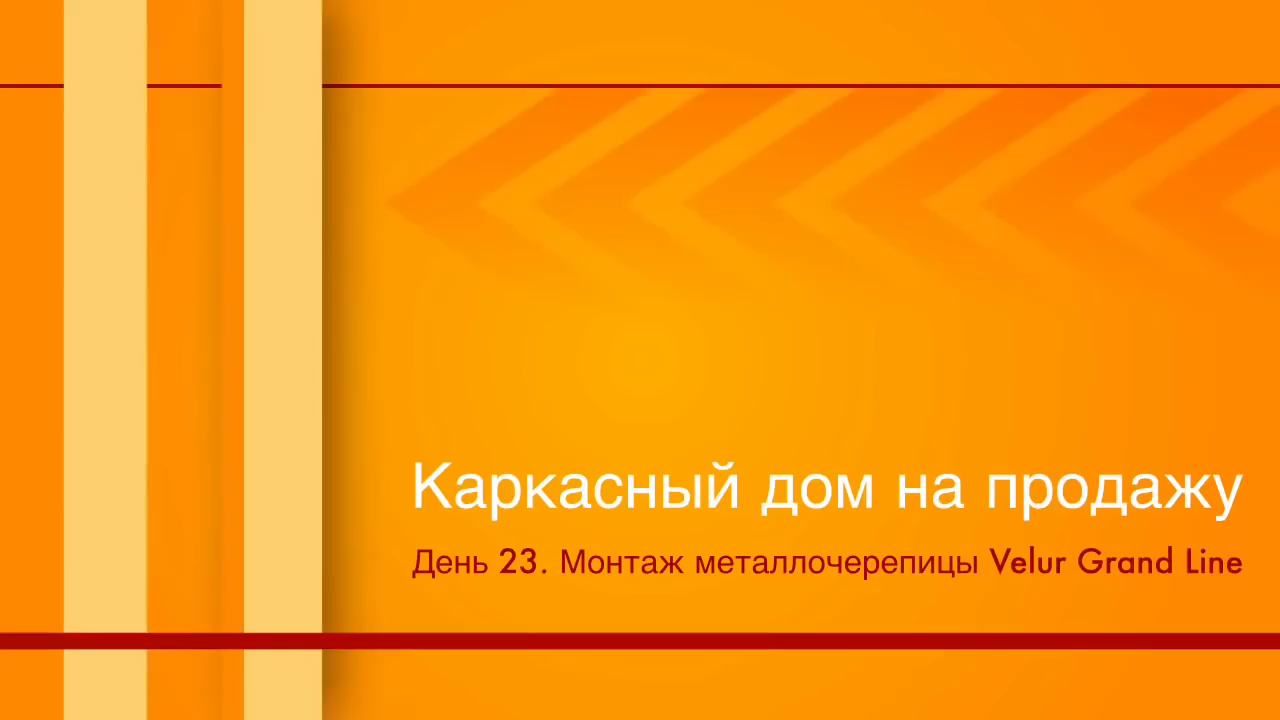 Каркасный дом на продажу
День 23. Монтаж металлочерепицы Velur Grand Line